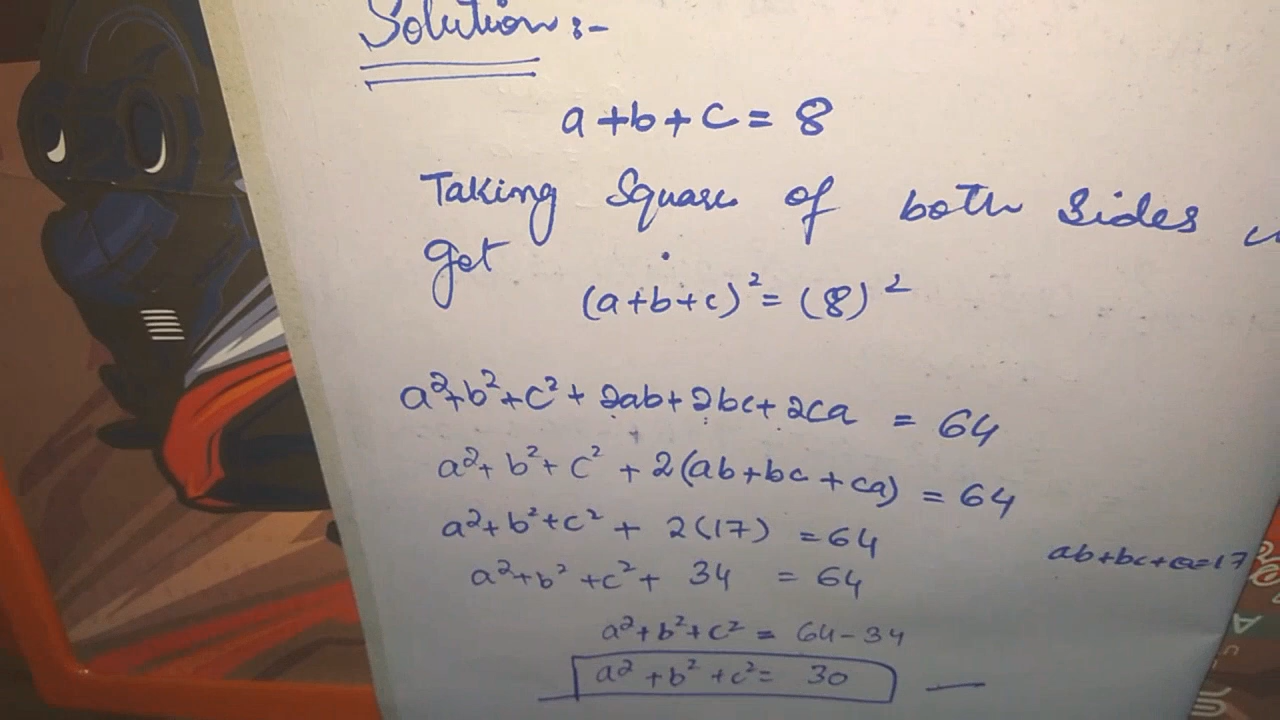 Solution :-
a + b + c = 8
Taking Square of both Sides
get
(a+b+c)² = (8)²
a²+b²+c² + 2ab+2bc+2ca = 64
a²+ b²+ c² + 2(ab+bc+ca) = 64
a²+b²+c² + 2(17) = 64
ab+bc+ca=17
a²+b²+c²+ 34 = 64
a²+b²+c² = 64-34
a²+b²+c²= 30